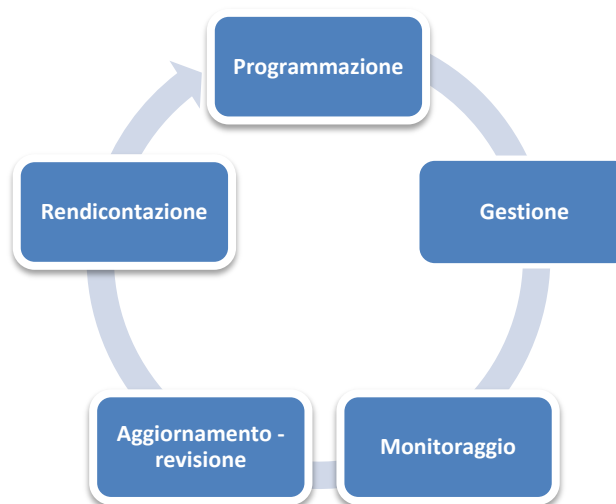 Programmazione
Gestione
Monitoraggio
Aggiornamento -
revisione
Rendicontazione